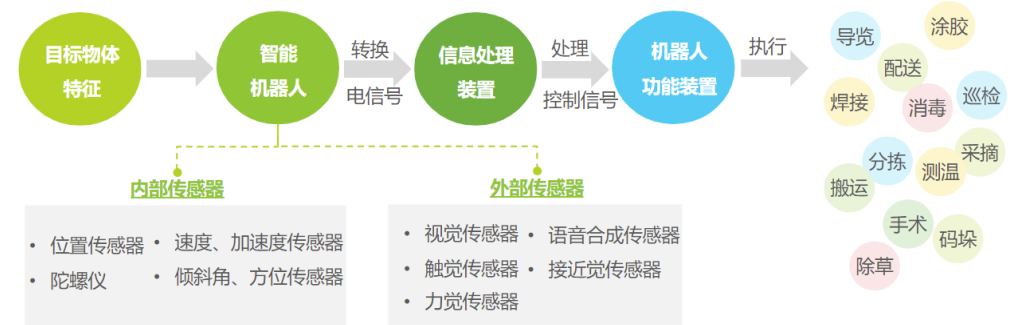 目标物体
特征
智能
机器人
转换
电信号
信息处理
装置
处理
控制信号
机器人
功能装置
执行
导览
涂胶
配送
焊接
消毒
巡检
分拣
测温
采摘
搬运
手术
码垛
除草
内部传感器
• 位置传感器
• 陀螺仪
• 速度、加速度传感器
• 倾斜角、方位传感器
外部传感器
• 视觉传感器
• 触觉传感器
• 力觉传感器
• 语音合成传感器
• 接近觉传感器